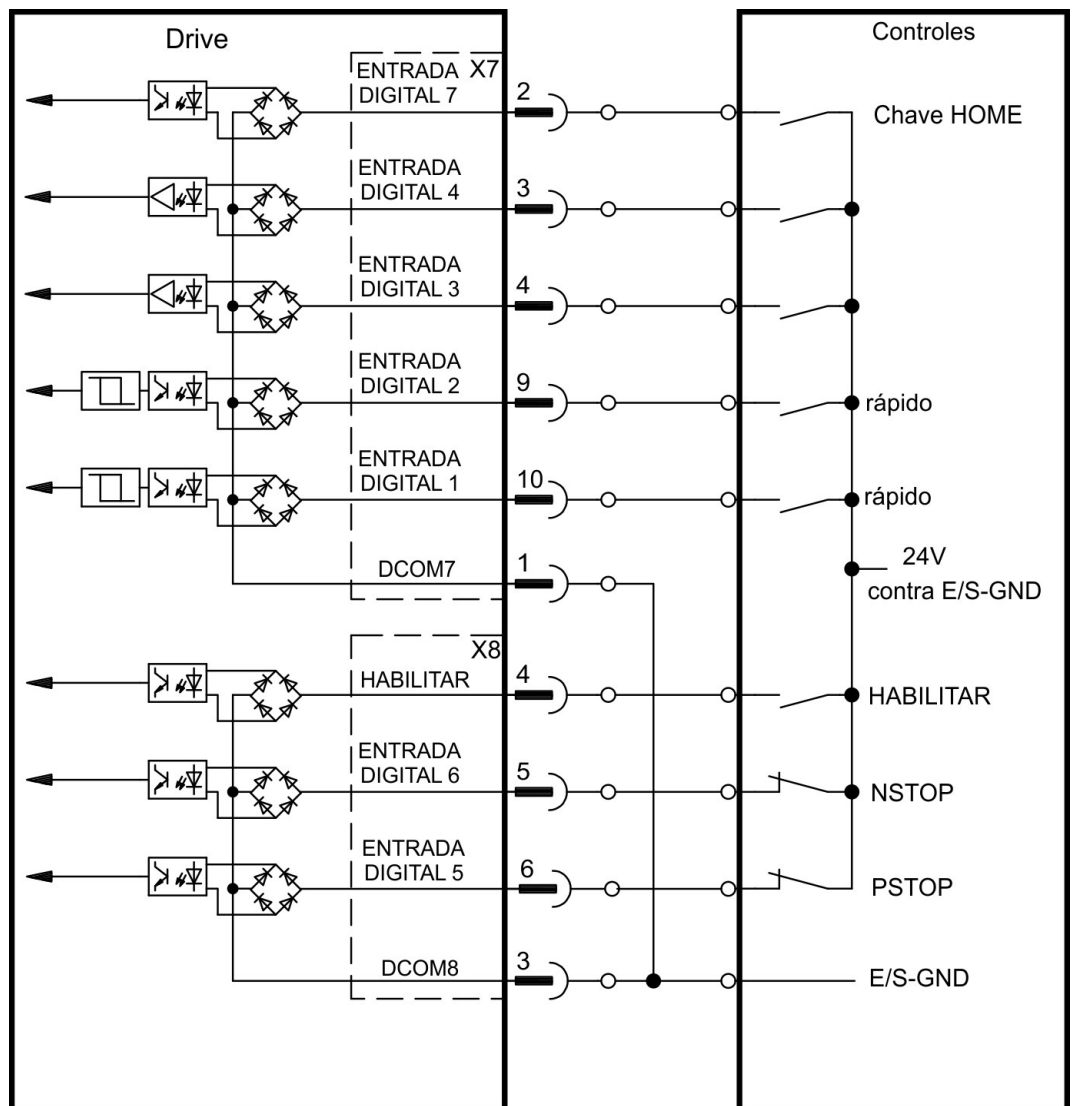 Drive
Controles
ENTRADA X7
DIGITAL 7
2
Chave HOME
ENTRADA
DIGITAL 4
3
ENTRADA
DIGITAL 3
4
ENTRADA
DIGITAL 2
9
rápido
ENTRADA
DIGITAL 1
10
rápido
DCOM7
1
24V
contra E/S-GND
X8
HABILITAR
4
HABILITAR
ENTRADA
DIGITAL 6
5
NSTOP
ENTRADA
DIGITAL 5
6
PSTOP
DCOM8
3
E/S-GND